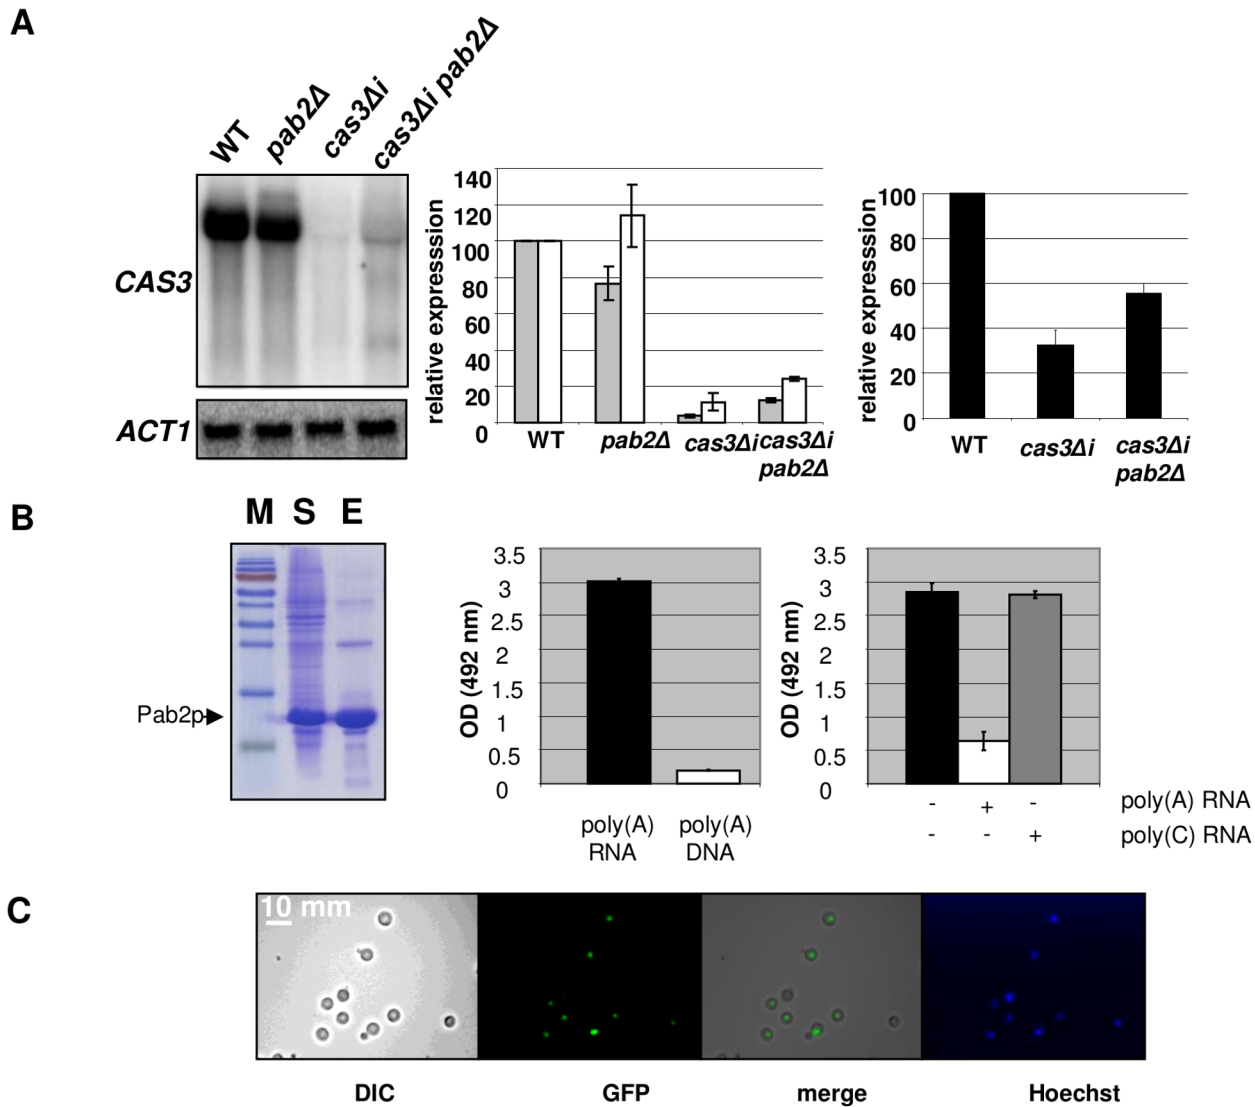 A
WT
pab2Δ
cas3Δi
cas3Δi pab2Δ
CAS3
ACT1
relative expresssion
140
120
100
80
60
40
20
0
WT
pab2Δ
cas3Δi
cas3Δi
pab2Δ
relative expresssion
100
80
60
40
20
0
WT
cas3Δi
cas3Δi
pab2Δ
B
M S E
Pab2p
OD (492 nm)
3.5
3
2.5
2
1.5
1
0.5
0
poly(A)
RNA
poly(A)
DNA
OD (492 nm)
3.5
3
2.5
2
1.5
1
0.5
0
- + - poly(A) RNA
- - + poly(C) RNA
C
10 mm
DIC
GFP
merge
Hoechst